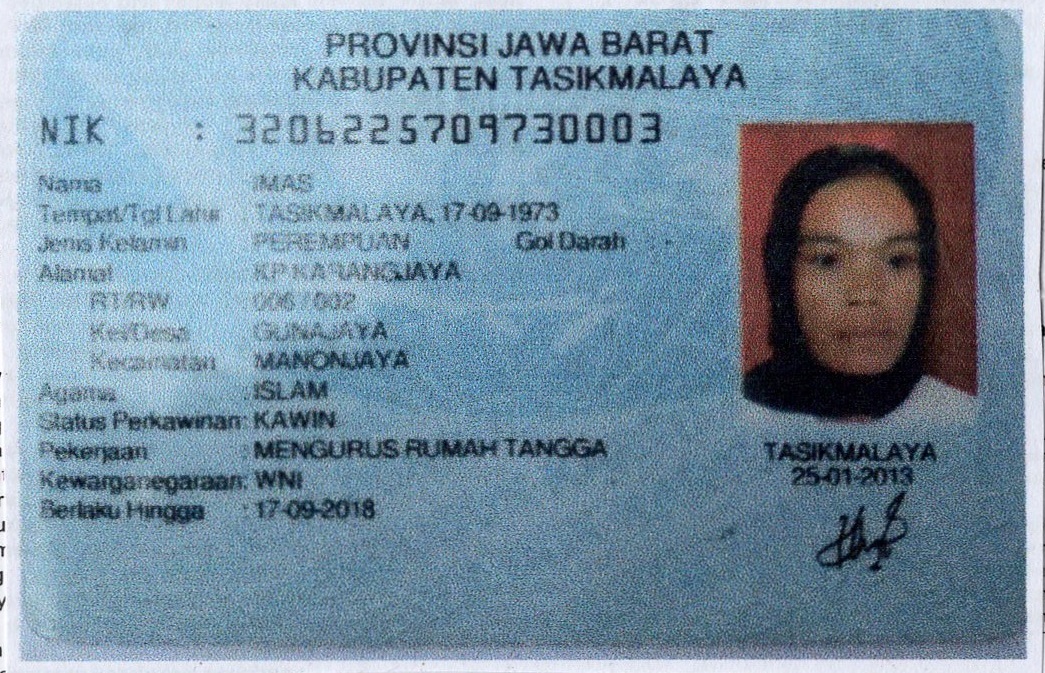 PROVINSI JAWA BARAT
KABUPATEN TASIKMALAYA
NIK : 3206225709730003
Nama IMAS
Tempat/Tgl Lahir : TASIKMALAYA, 17-09-1973
Jenis Kelamin PEREMPUAN Gol Darah : -
Alamat KP KARANGJAYA
RT/RW 006 / 002
Kel/Desa GUNAJAYA
Kecamatan MANONJAYA
Agama : ISLAM
Status Perkawinan: KAWIN
Pekerjaan : MENGURUS RUMAH TANGGA
Kewarganegaraan: WNI
Berlaku Hingga : 17-09-2018
TASIKMALAYA
25-01-2013